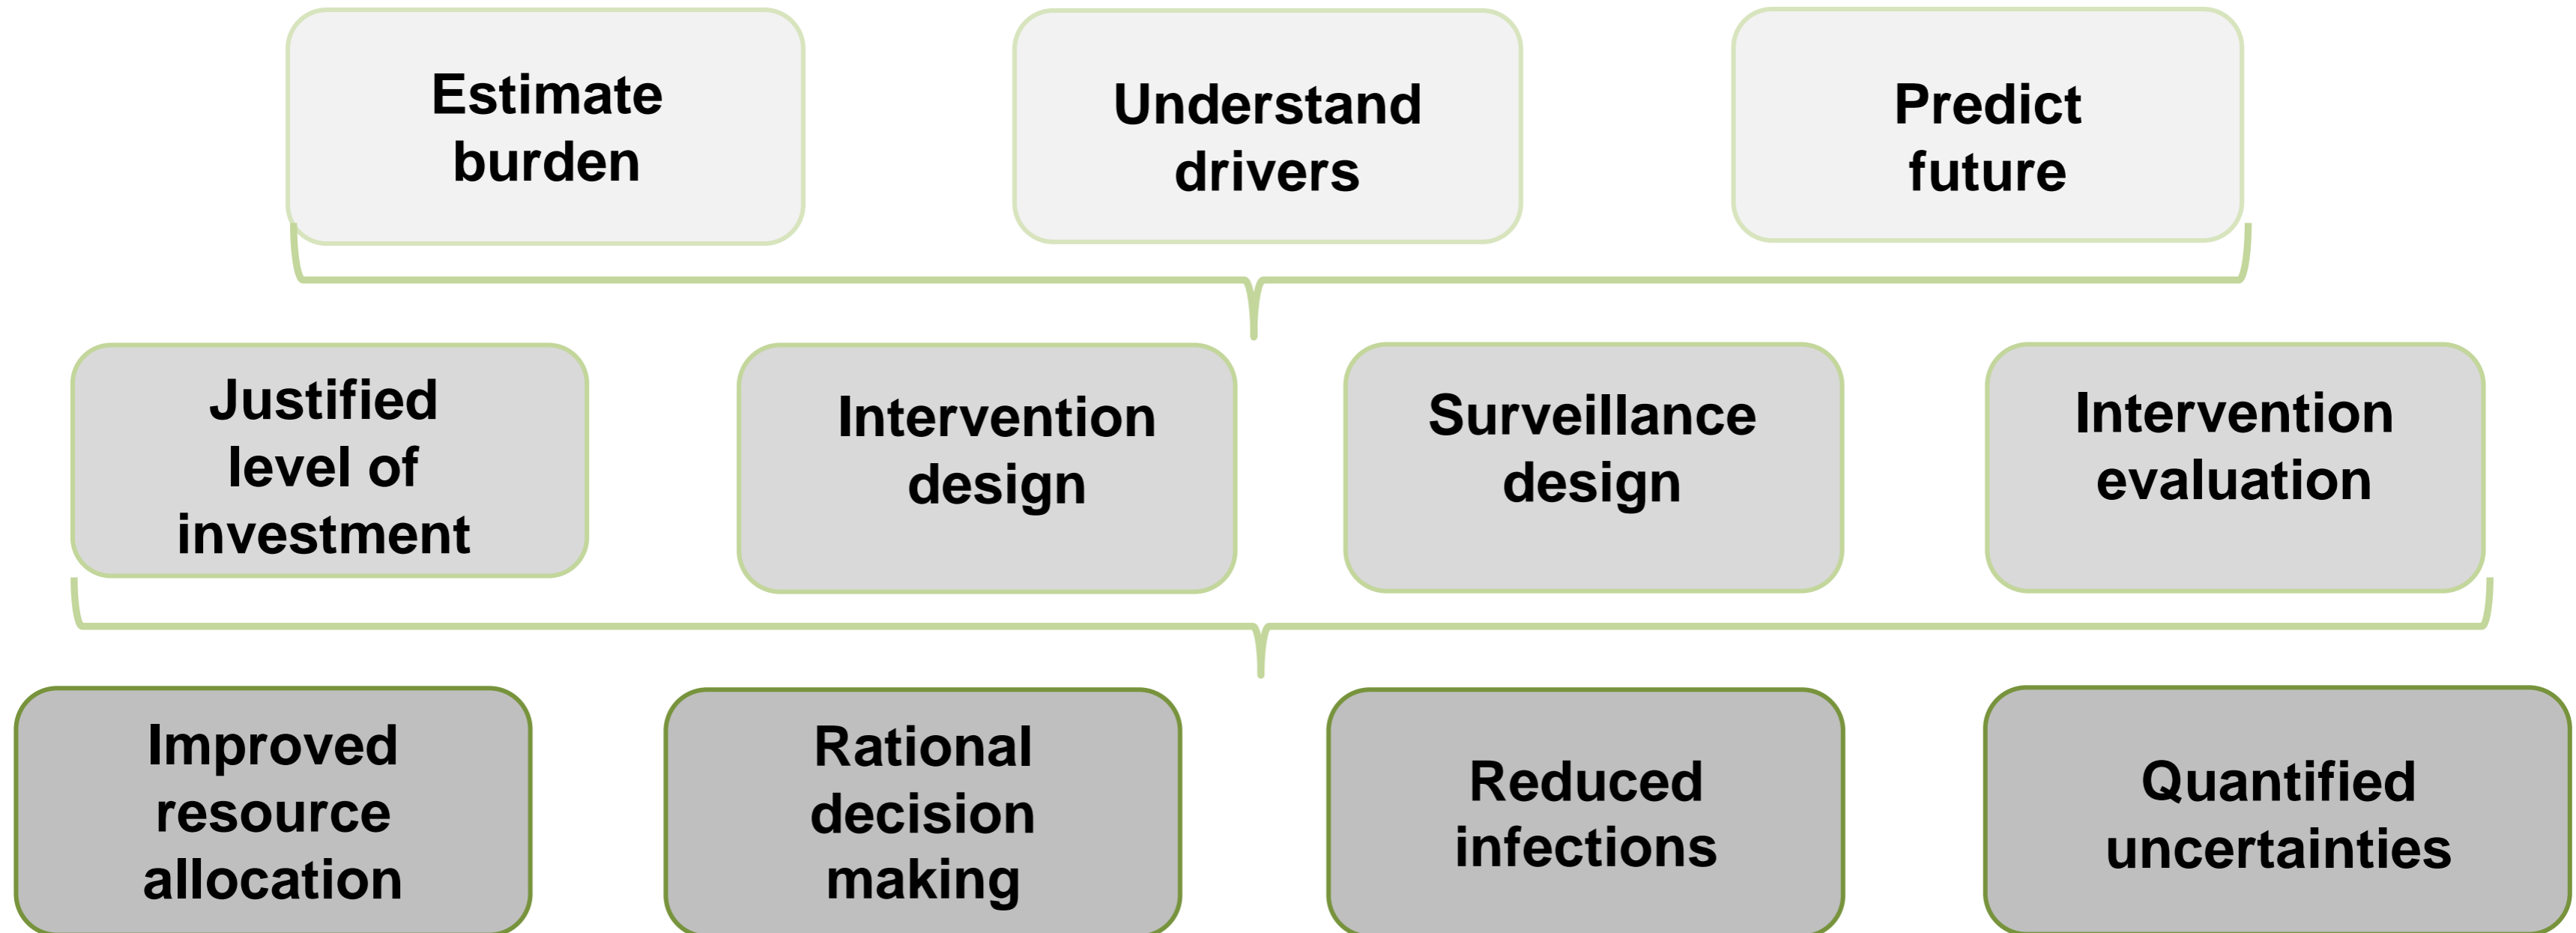 Estimate
burden
Understand
drivers
Predict
future
Justified
level of
investment
Intervention
design
Surveillance
design
Intervention
evaluation
Improved
resource
allocation
Rational
decision
making
Reduced
infections
Quantified
uncertainties